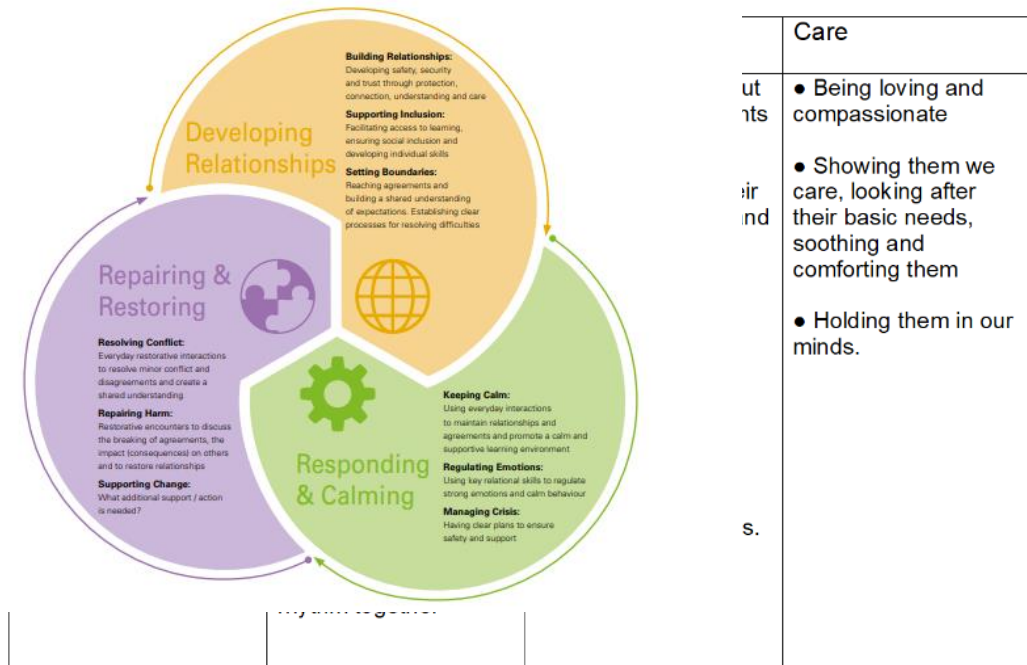 Building Relationships:
Developing safety, security
and trust through protection,
connection, understanding and care
Supporting Inclusion:
Facilitating access to learning,
ensuring social inclusion and
developing individual skills
Setting Boundaries:
Reaching agreements and
building a shared understanding
of expectations. Establishing clear
processes for resolving difficulties
Developing
Relationships
Repairing &
Restoring
Resolving Conflict:
Everyday restorative interactions
to resolve minor conflict and
disagreements and create a
shared understanding
Repairing Harm:
Restorative encounters to discuss
the breaking of agreements, the
impact (consequences) on others
and to restore relationships
Supporting Change:
What additional support / action
is needed?
Keeping Calm:
Using everyday interactions
to maintain relationships and
agreements and promote a calm and
supportive learning environment
Regulating Emotions:
Using key relational skills to regulate
strong emotions and calm behaviour
Managing Crisis:
Having clear plans to ensure
safety and support
Responding
& Calming
Care
● Being loving and
compassionate
● Showing them we
care, looking after
their basic needs,
soothing and
comforting them
● Holding them in our
minds.